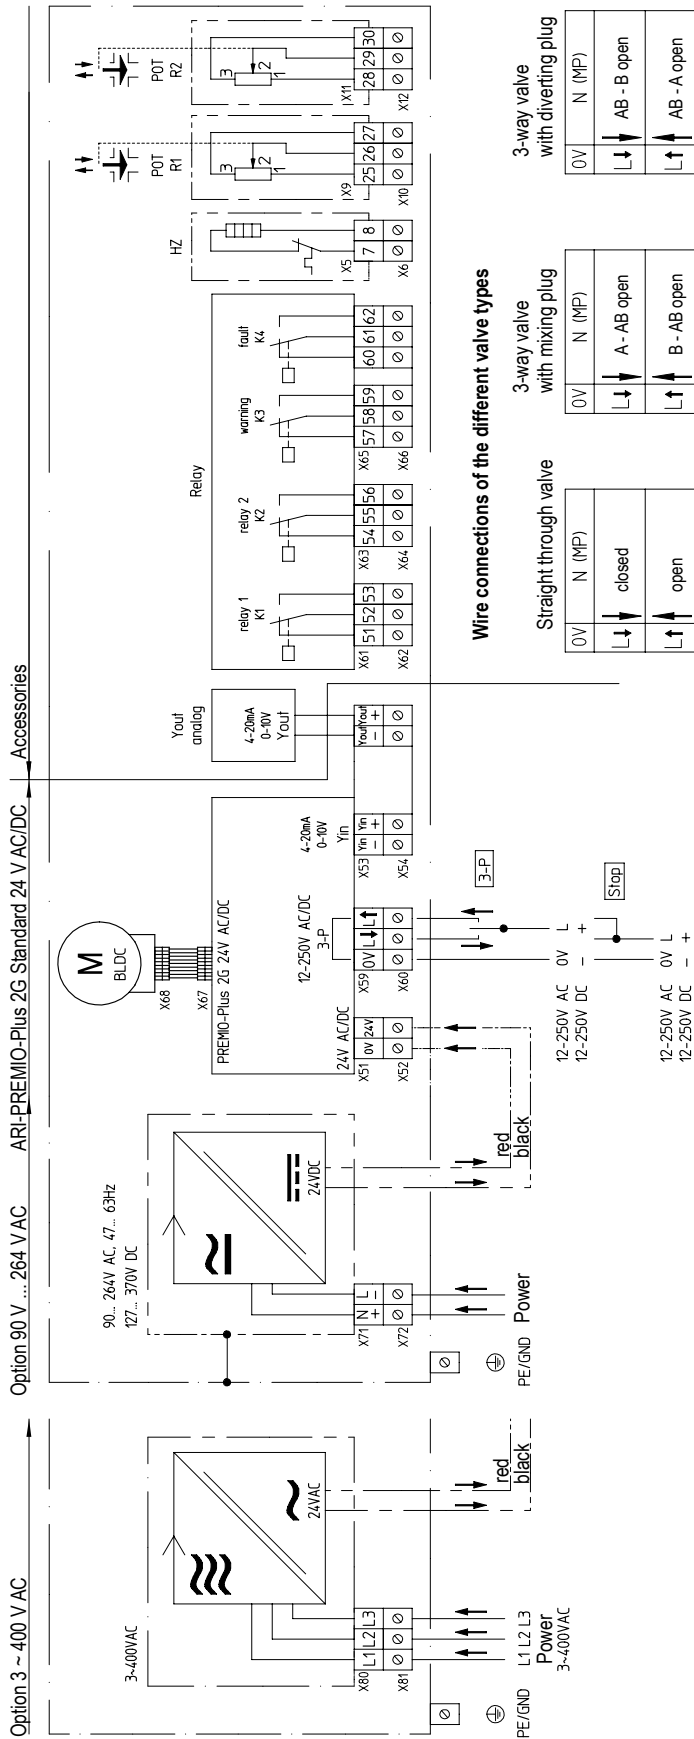 Option 3 ~ 400 V AC
Option 90 V ... 264 V AC
ARI-PREMIO-Plus 2G Standard 24 V AC/DC
Accessories
3~400VAC
24VAC
X80
L1 L2 L3
X81
PE/GND
L1 L2 L3
Power
3~400VAC
red
black
90... 264V AC, 47... 63Hz
127... 370V DC
24VDC
X71
N L
+ −
X72
PE/GND
Power
red
black
M
BLDC
X68
X67
PREMIO-Plus 2G 24V AC/DC
24V AC/DC
X51
0V 24V
X52
12-250V AC/DC
3-P
X59
0V L⬇ L⬆
X60
3-P
12-250V AC 0V L
12-250V DC − +
Stop
12-250V AC 0V L
12-250V DC − +
4-20mA
0-10V
Yin
X53
Yin Yin
− +
X54
Yout
analog
4-20mA
0-10V
Yout
Yout Yout
− +
Relay
relay 1
K1
X61
51 52 53
X62
relay 2
K2
X63
54 55 56
X64
warning
K3
X65
57 58 59
X66
fault
K4
60 61 62
HZ
X5
7 8
X6
POT
R1
3
2
1
X9
25 26 27
X10
POT
R2
3
2
1
X11
28 29 30
X12
Wire connections of the different valve types
Straight through valve
0V N (MP)
L⬇ closed
L⬆ open
3-way valve
with mixing plug
0V N (MP)
L⬇ A - AB open
L⬆ B - AB open
3-way valve
with diverting plug
0V N (MP)
L⬇ AB - B open
L⬆ AB - A open